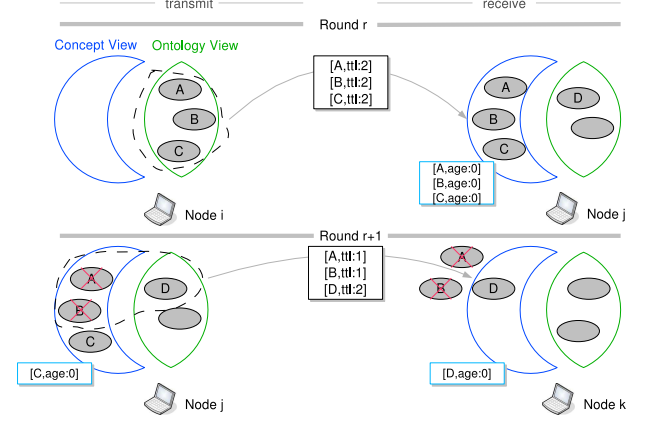 transmit
receive
Round r
Concept View
Ontology View
A
B
C
[A,ttl:2]
[B,ttl:2]
[C,ttl:2]
A
B
C
D
[A,age:0]
[B,age:0]
[C,age:0]
Node i
Node j
Round r+1
A
B
C
D
[A,ttl:1]
[B,ttl:1]
[D,ttl:2]
A
B
D
[C,age:0]
[D,age:0]
Node j
Node k